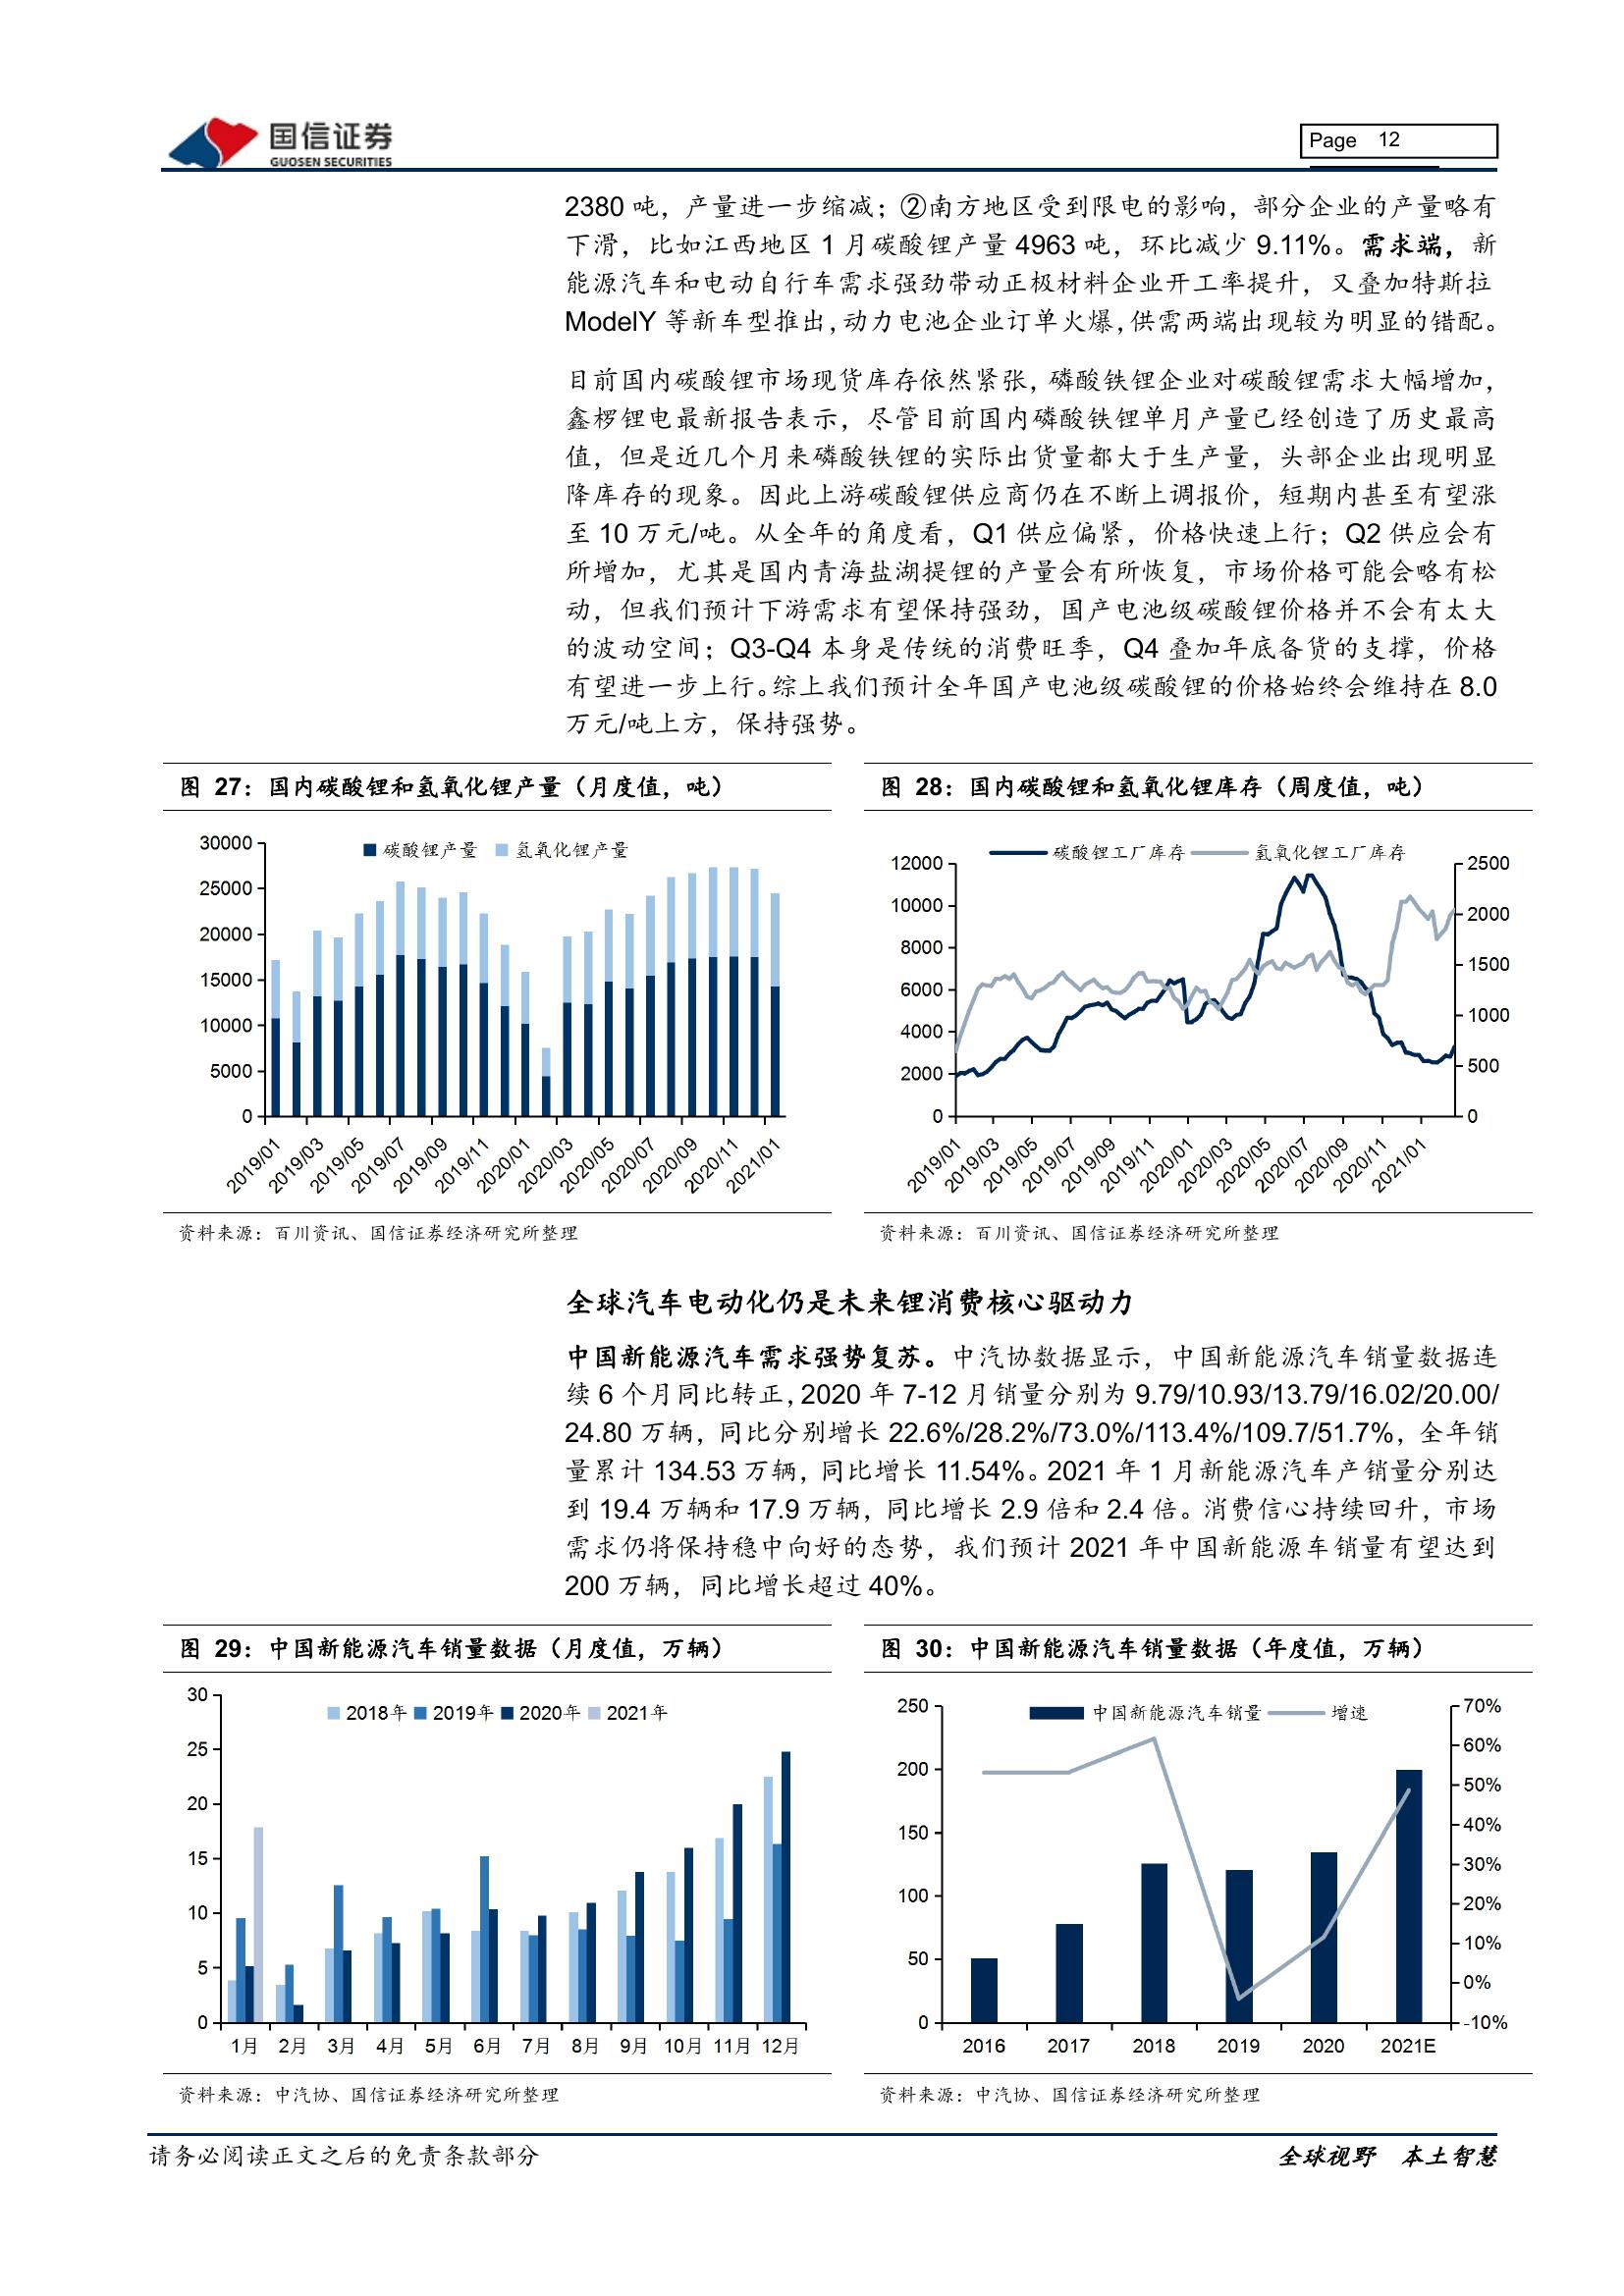 国信证券
GUOSEN SECURITIES
Page 12
2380 吨，产量进一步缩减；②南方地区受到限电的影响，部分企业的产量略有
下滑，比如江西地区 1 月碳酸锂产量 4963 吨，环比减少 9.11%。需求端，新
能源汽车和电动自行车需求强劲带动正极材料企业开工率提升，又叠加特斯拉
ModelY 等新车型推出,动力电池企业订单火爆,供需两端出现较为明显的错配。
目前国内碳酸锂市场现货库存依然紧张,磷酸铁锂企业对碳酸锂需求大幅增加，
鑫椤锂电最新报告表示，尽管目前国内磷酸铁锂单月产量已经创造了历史最高
值，但是近几个月来磷酸铁锂的实际出货量都大于生产量，头部企业出现明显
降库存的现象。因此上游碳酸锂供应商仍在不断上调报价，短期内甚至有望涨
至 10 万元/吨。从全年的角度看，Q1 供应偏紧，价格快速上行；Q2 供应会有
所增加，尤其是国内青海盐湖提锂的产量会有所恢复，市场价格可能会略有松
动，但我们预计下游需求有望保持强劲，国产电池级碳酸锂价格并不会有太大
的波动空间；Q3-Q4 本身是传统的消费旺季，Q4 叠加年底备货的支撑，价格
有望进一步上行。综上我们预计全年国产电池级碳酸锂的价格始终会维持在 8.0
万元/吨上方，保持强势。
图 27：国内碳酸锂和氢氧化锂产量（月度值，吨）
碳酸锂产量 氢氧化锂产量
30000
25000
20000
15000
10000
5000
0
2019/01 2019/03 2019/05 2019/07 2019/09 2019/11 2020/01 2020/03 2020/05 2020/07 2020/09 2020/11 2021/01
资料来源：百川资讯、国信证券经济研究所整理
图 28：国内碳酸锂和氢氧化锂库存（周度值，吨）
碳酸锂工厂库存 氢氧化锂工厂库存
12000 2500
10000 2000
8000 1500
6000
4000 1000
2000 500
0 0
2019/01 2019/03 2019/05 2019/07 2019/09 2019/11 2020/01 2020/03 2020/05 2020/07 2020/09 2020/11 2021/01
资料来源：百川资讯、国信证券经济研究所整理
全球汽车电动化仍是未来锂消费核心驱动力
中国新能源汽车需求强势复苏。中汽协数据显示，中国新能源汽车销量数据连
续 6 个月同比转正,2020 年 7-12 月销量分别为 9.79/10.93/13.79/16.02/20.00/
24.80 万辆，同比分别增长 22.6%/28.2%/73.0%/113.4%/109.7/51.7%，全年销
量累计 134.53 万辆，同比增长 11.54%。2021 年 1 月新能源汽车产销量分别达
到 19.4 万辆和 17.9 万辆，同比增长 2.9 倍和 2.4 倍。消费信心持续回升，市场
需求仍将保持稳中向好的态势，我们预计 2021 年中国新能源车销量有望达到
200 万辆，同比增长超过 40%。
图 29：中国新能源汽车销量数据（月度值，万辆）
2018年 2019年 2020年 2021年
30
25
20
15
10
5
0
1月 2月 3月 4月 5月 6月 7月 8月 9月 10月 11月 12月
资料来源：中汽协、国信证券经济研究所整理
图 30：中国新能源汽车销量数据（年度值，万辆）
中国新能源汽车销量 增速
250 70%
60%
200 50%
150 40%
30%
100 20%
10%
50 0%
0 -10%
2016 2017 2018 2019 2020 2021E
资料来源：中汽协、国信证券经济研究所整理
请务必阅读正文之后的免责条款部分
全球视野 本土智慧